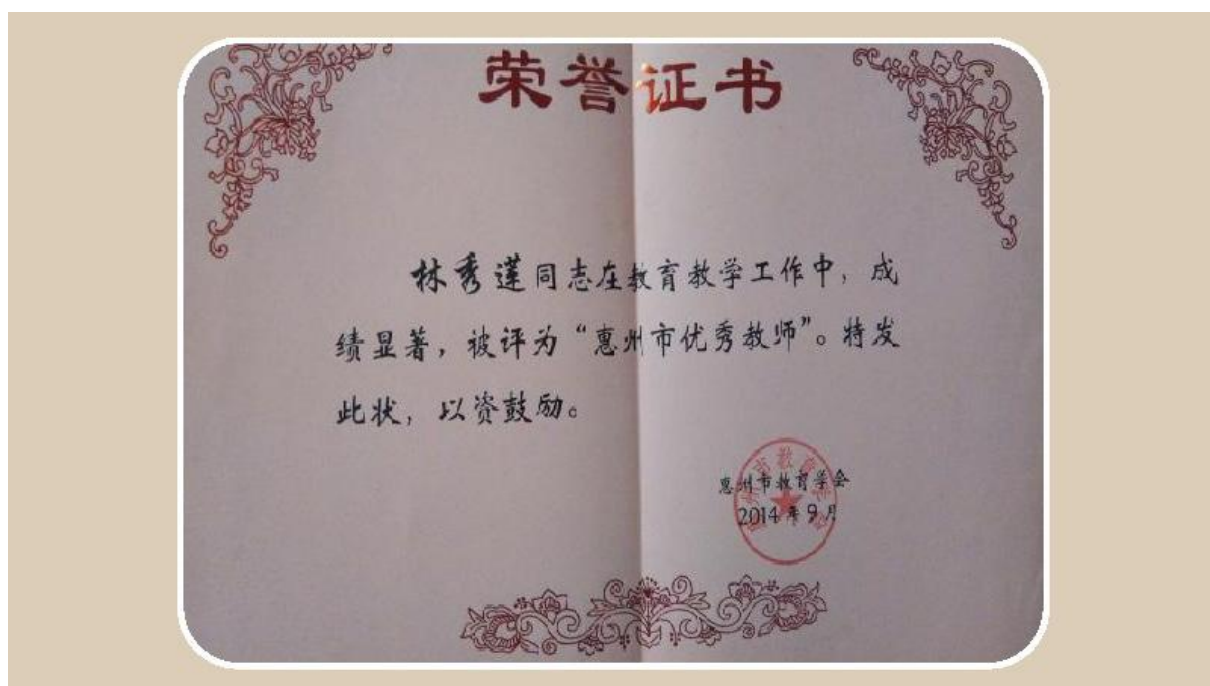 荣誉证书
林秀莲同志在教育教学工作中，成
绩显著，被评为“惠州市优秀教师”。特发
此状，以资鼓励。
惠州市教育学会
2014年9月